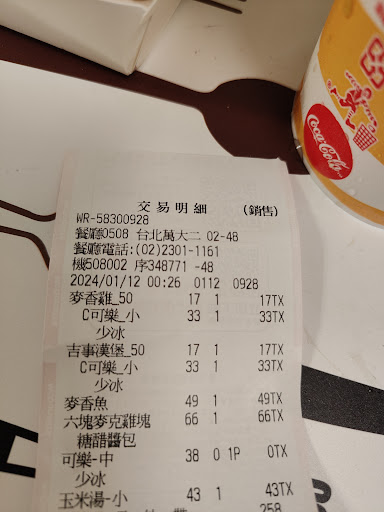 Coca-Cola
交易明細 (銷售)
WR-58300928
餐廳0508 台北萬大二 02-48
餐廳電話:(02)2301-1161
機508002 序348771 -48
2024/01/12 00:26 0112 0928
麥香雞_50 17 1 17TX
C可樂_小 33 1 33TX
少冰
吉事漢堡_50 17 1 17TX
C可樂_小 33 1 33TX
少冰
麥香魚 49 1 49TX
六塊麥克雞塊 66 1 66TX
糖醋醬包
可樂-中 38 0 1P 0TX
少冰
玉米湯-小 43 1 43TX
258